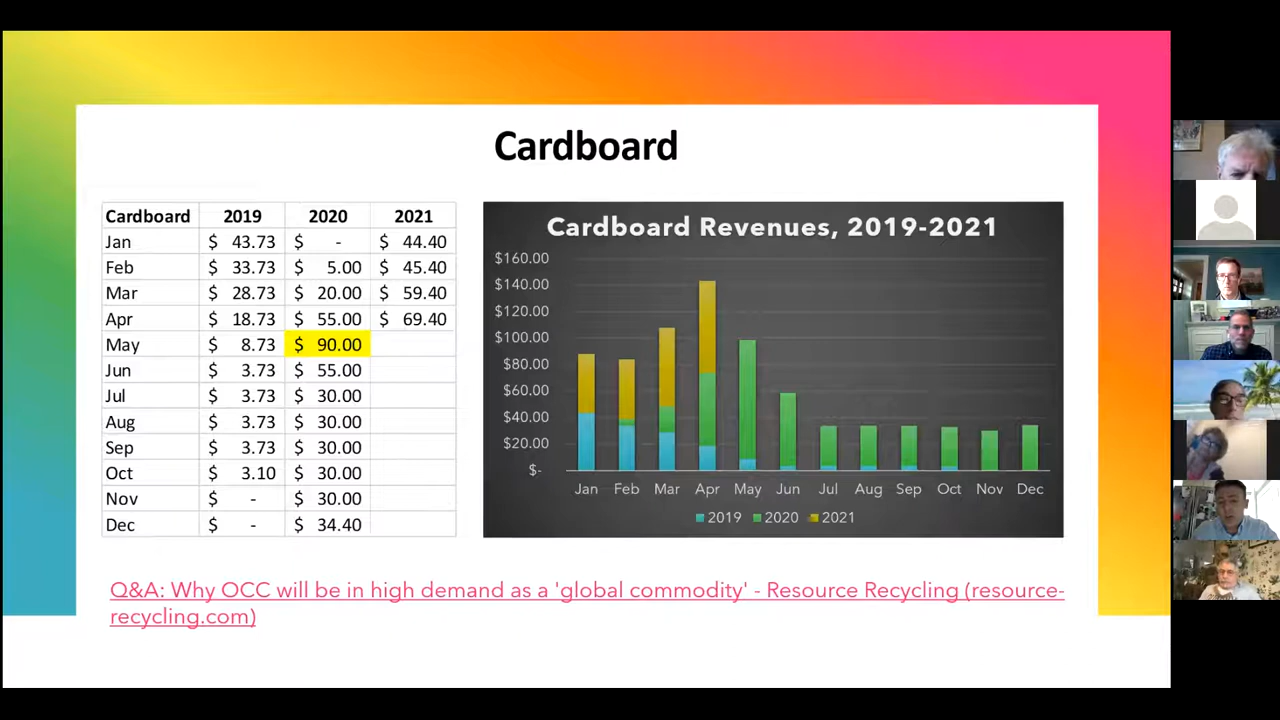 Cardboard
Cardboard 2019 2020 2021
Jan $ 43.73 $ - $ 44.40
Feb $ 33.73 $ 5.00 $ 45.40
Mar $ 28.73 $ 20.00 $ 59.40
Apr $ 18.73 $ 55.00 $ 69.40
May $ 8.73 $ 90.00
Jun $ 3.73 $ 55.00
Jul $ 3.73 $ 30.00
Aug $ 3.73 $ 30.00
Sep $ 3.73 $ 30.00
Oct $ 3.10 $ 30.00
Nov $ - $ 30.00
Dec $ - $ 34.40
Cardboard Revenues, 2019-2021
$160.00
$140.00
$120.00
$100.00
$80.00
$60.00
$40.00
$20.00
$-
Jan Feb Mar Apr May Jun Jul Aug Sep Oct Nov Dec
2019 2020 2021
Q&A: Why OCC will be in high demand as a 'global commodity' - Resource Recycling (resource-
recycling.com)